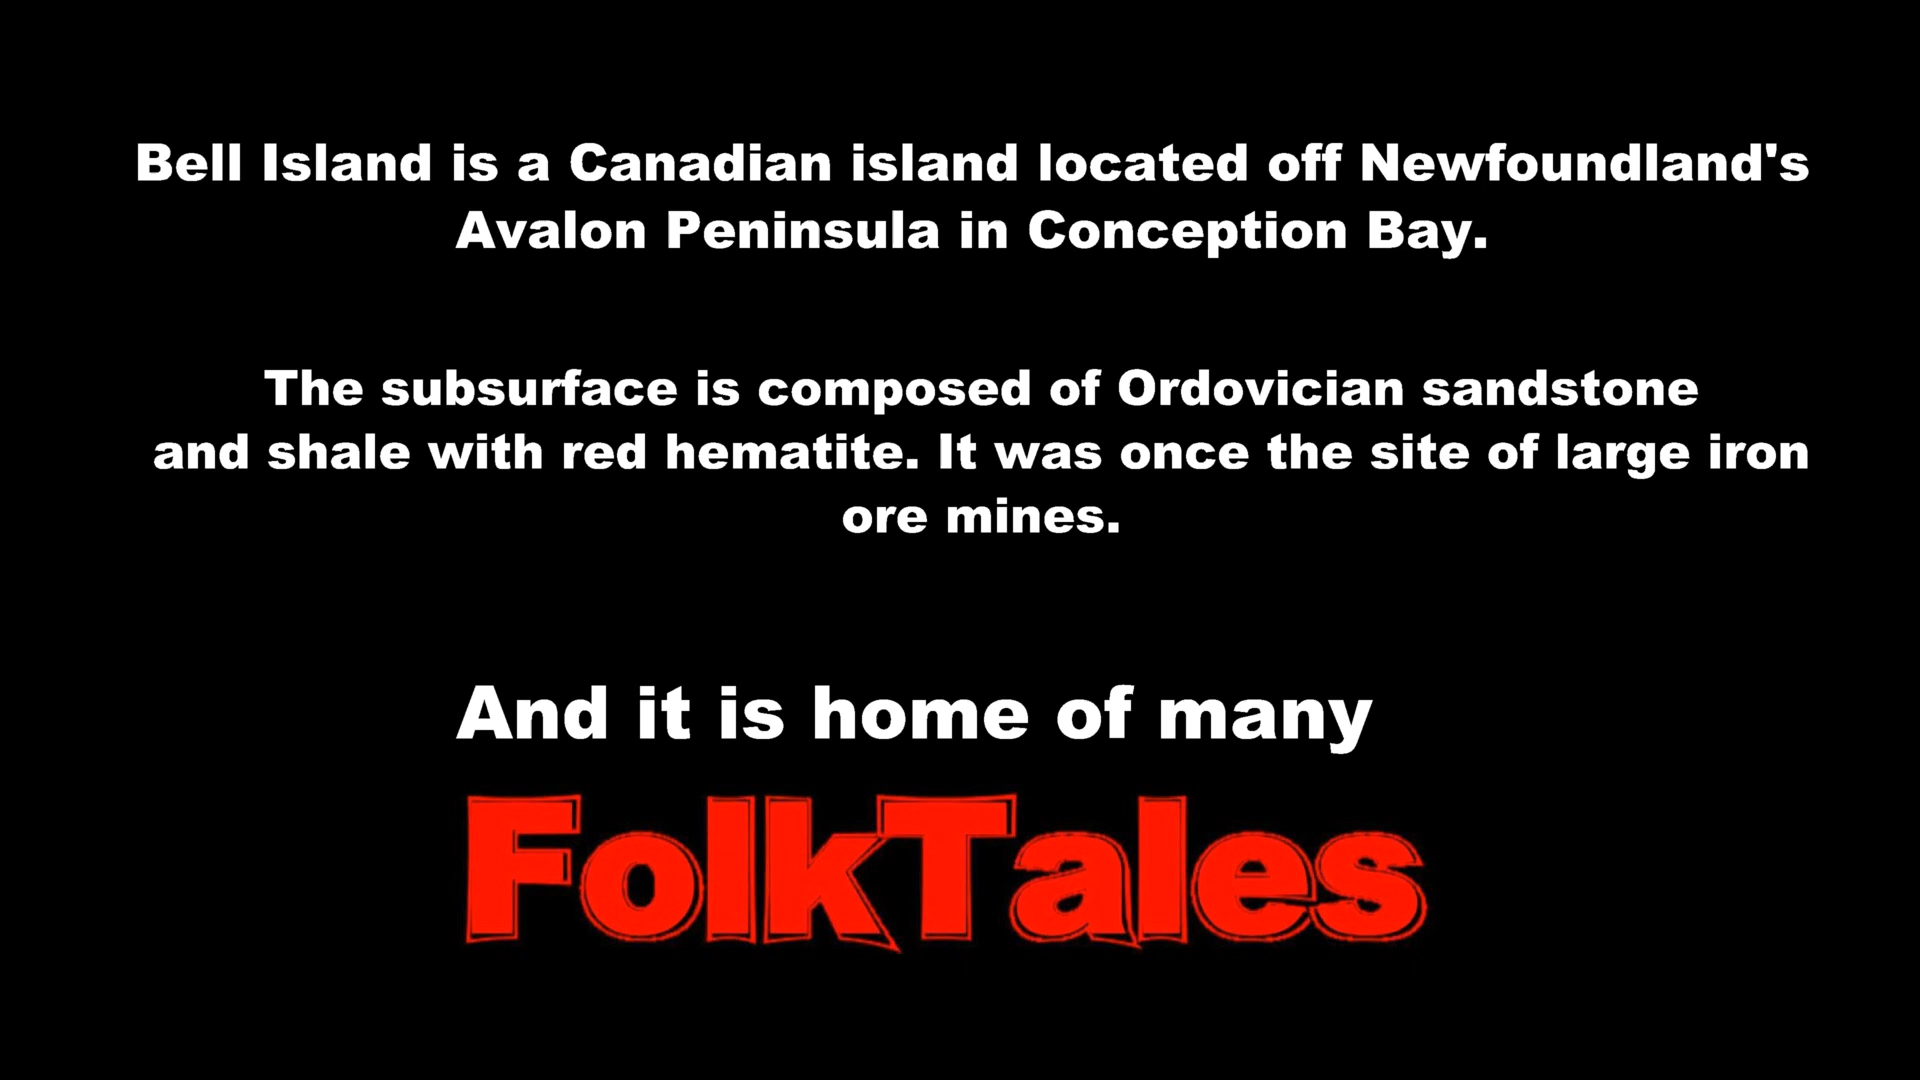 Bell Island is a Canadian island located off Newfoundland's
Avalon Peninsula in Conception Bay.
The subsurface is composed of Ordovician sandstone
and shale with red hematite. It was once the site of large iron
ore mines.
And it is home of many
FolkTales